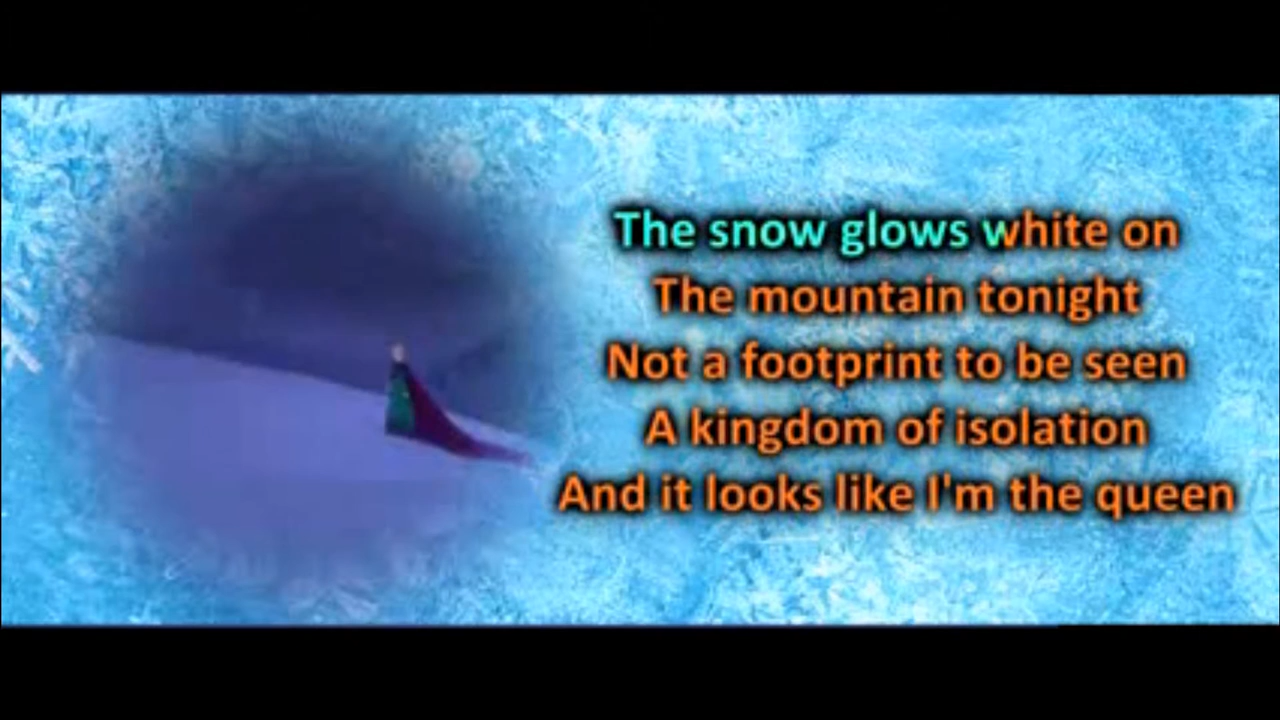 The snow glows white on
The mountain tonight
Not a footprint to be seen
A kingdom of isolation
And it looks like I'm the queen